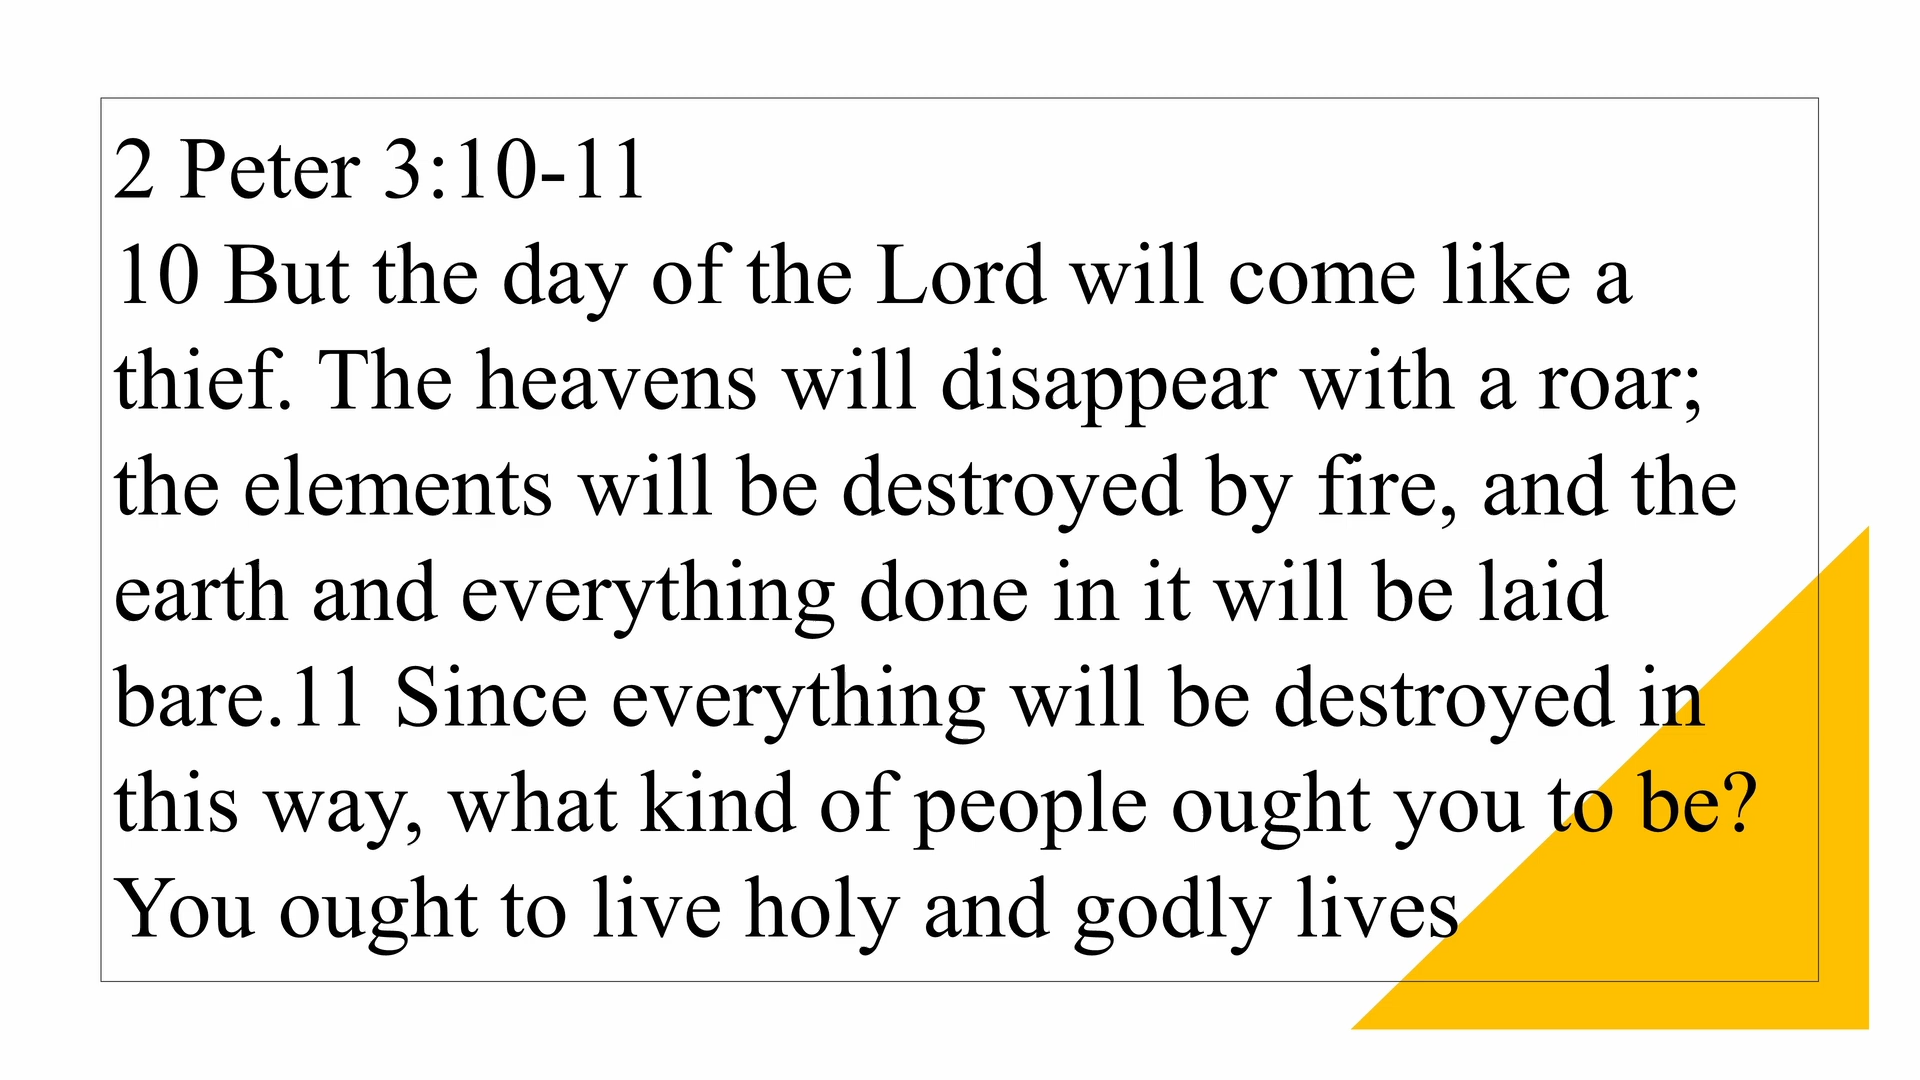 2 Peter 3:10-11
10 But the day of the Lord will come like a
thief. The heavens will disappear with a roar;
the elements will be destroyed by fire, and the
earth and everything done in it will be laid
bare.11 Since everything will be destroyed in
this way, what kind of people ought you to be?
You ought to live holy and godly lives